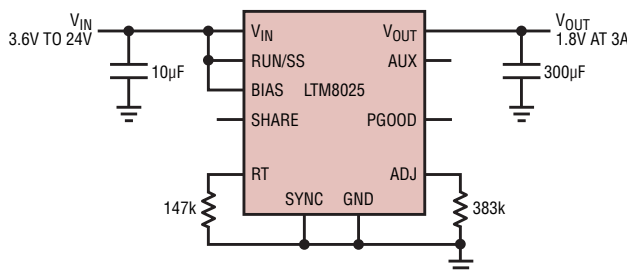 VIN
3.6V TO 24V
10µF
VIN
RUN/SS
BIAS
SHARE
RT
LTM8025
VOUT
AUX
PGOOD
ADJ
SYNC GND
147k
383k
VOUT
1.8V AT 3A
300µF